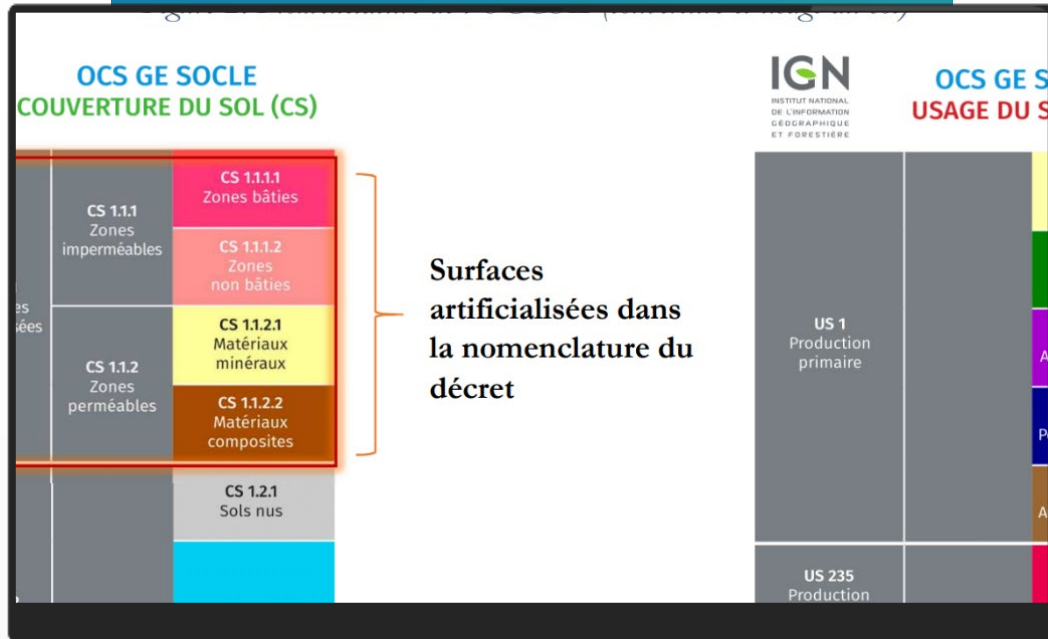 OCS GE SOCLE
COUVERTURE DU SOL (CS)
CS 1.1.1
Zones
imperméables
CS 1.1.1.1
Zones bâties
CS 1.1.1.2
Zones
non bâties
CS 1.1.2
Zones
perméables
CS 1.1.2.1
Matériaux
minéraux
CS 1.1.2.2
Matériaux
composites
CS 1.2.1
Sols nus
Surfaces
artificialisées dans
la nomenclature du
décret
IGN
INSTITUT NATIONAL
DE L'INFORMATION
GÉOGRAPHIQUE
ET FORESTIÈRE
OCS GE S
USAGE DU S
US 1
Production
primaire
US 235
Production